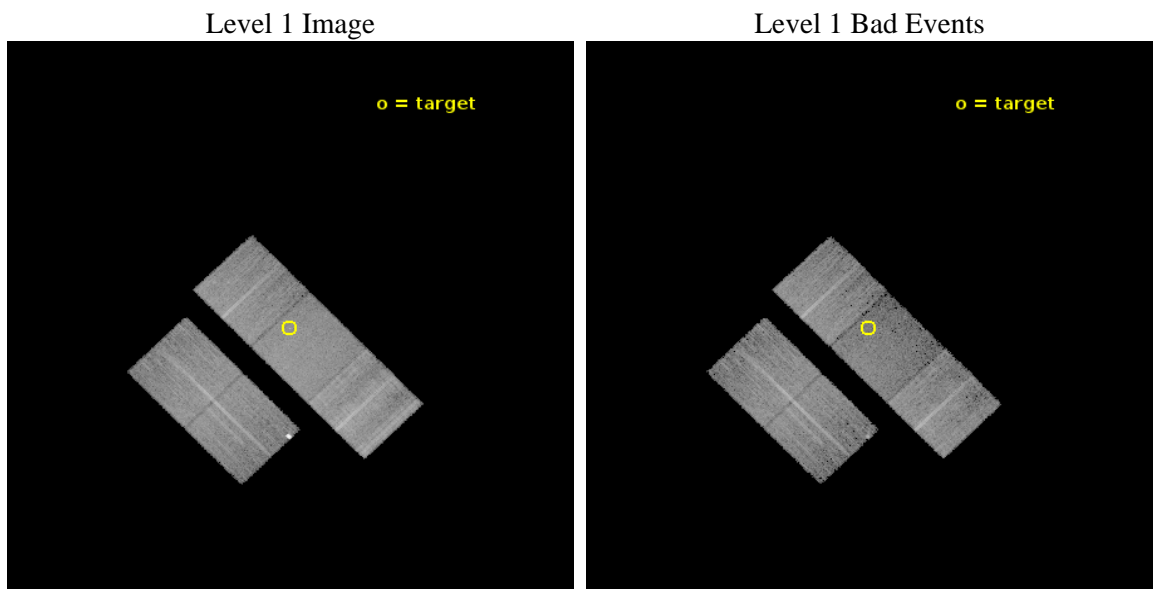 Level 1 Image
Level 1 Bad Events
o = target
o = target